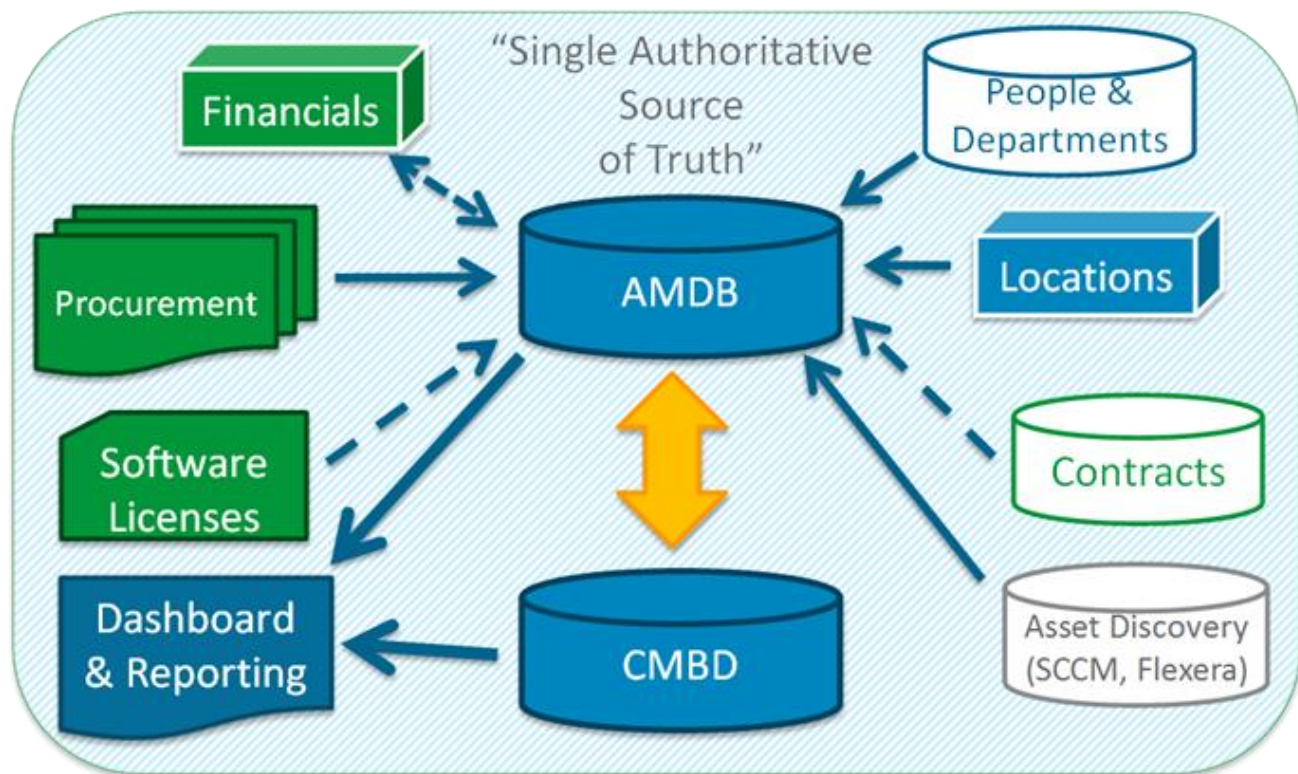 “Single Authoritative
Source
of Truth”
Financials
People &
Departments
Procurement
AMDB
Locations
Software
Licenses
Contracts
Dashboard
& Reporting
CMBD
Asset Discovery
(SCCM, Flexera)